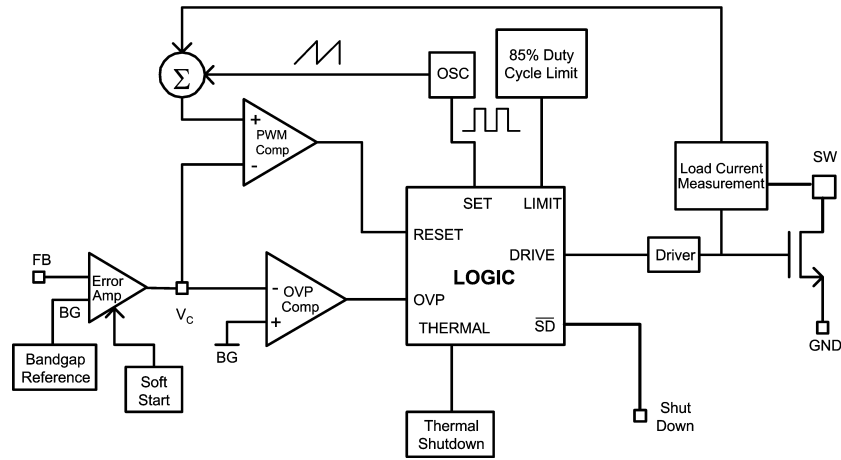 OSC
85% Duty
Cycle Limit
Σ
+
PWM
Comp
-
Load Current
Measurement
SW
SET
LIMIT
RESET
FB
DRIVE
Driver
Error
Amp
-
OVP
Comp
+
LOGIC
BG
VC
OVP
BG
THERMAL
SD
GND
Bandgap
Reference
Soft
Start
Thermal
Shutdown
Shut
Down